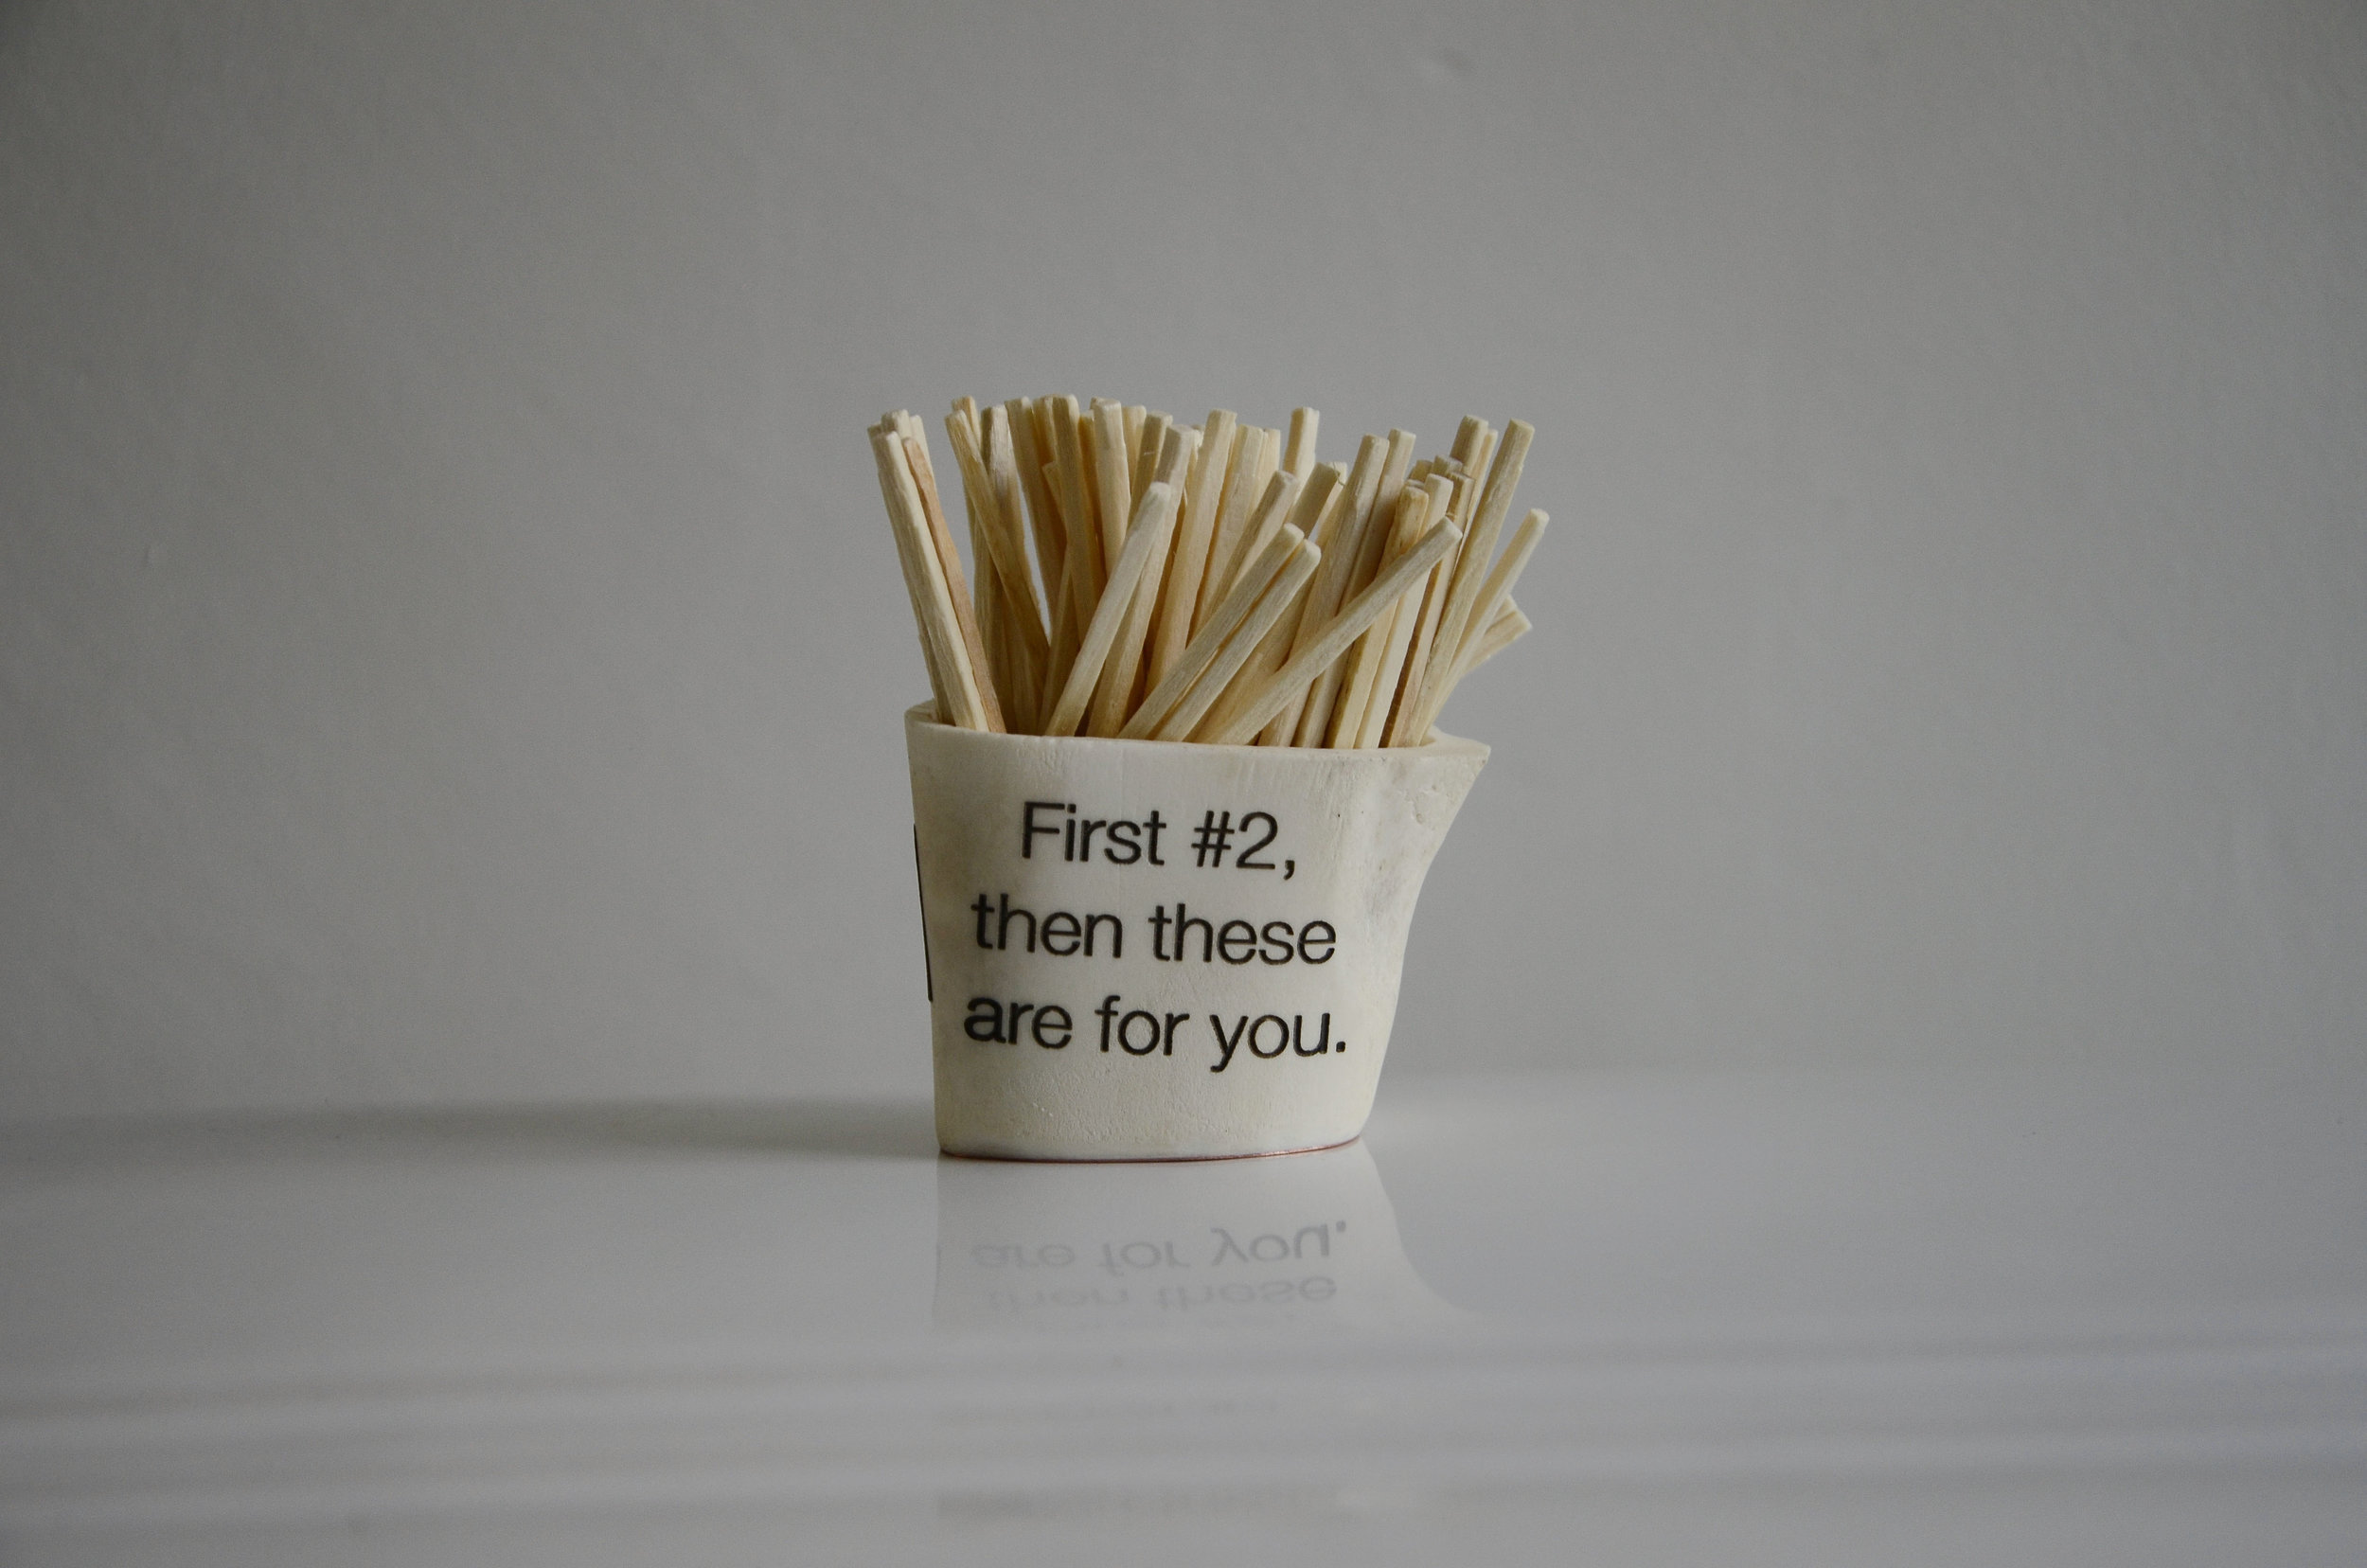 First #2,
then these
are for you.